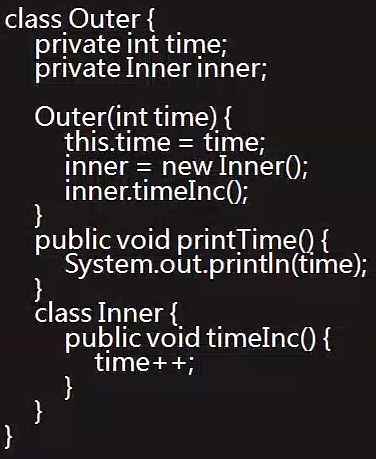 class Outer {
    private int time;
    private Inner inner;

    Outer(int time) {
        this.time = time;
        inner = new Inner();
        inner.timeInc();
    }
    public void printTime() {
        System.out.println(time);
    }
    class Inner {
        public void timeInc() {
            time++;
        }
    }
}